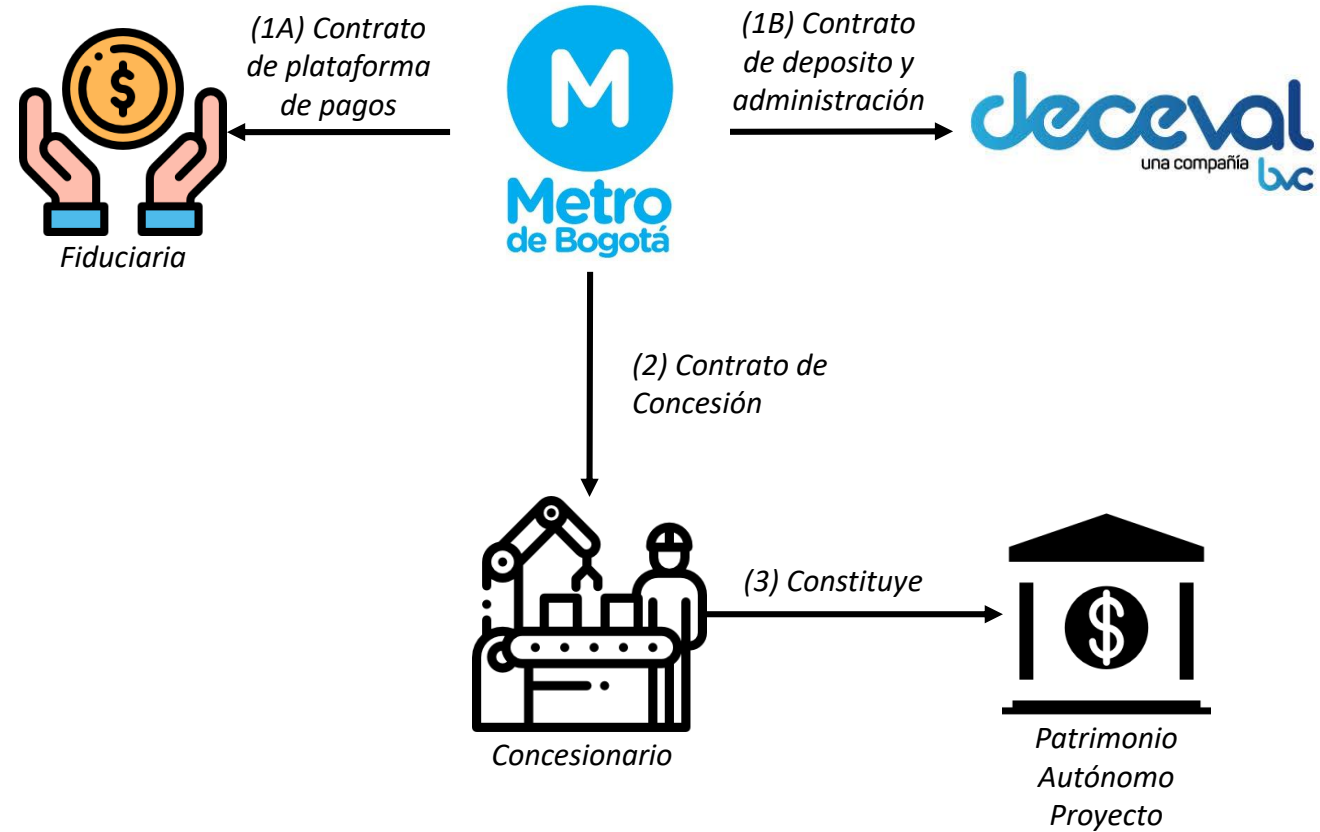 (1A) Contrato
de plataforma
de pagos
M
Metro
de Bogotá
(1B) Contrato
de deposito y
administración
deceval
una compañía bvc
$
Fiduciaria
(2) Contrato de
Concesión
(3) Constituye
$
Concesionario
Patrimonio
Autónomo
Proyecto